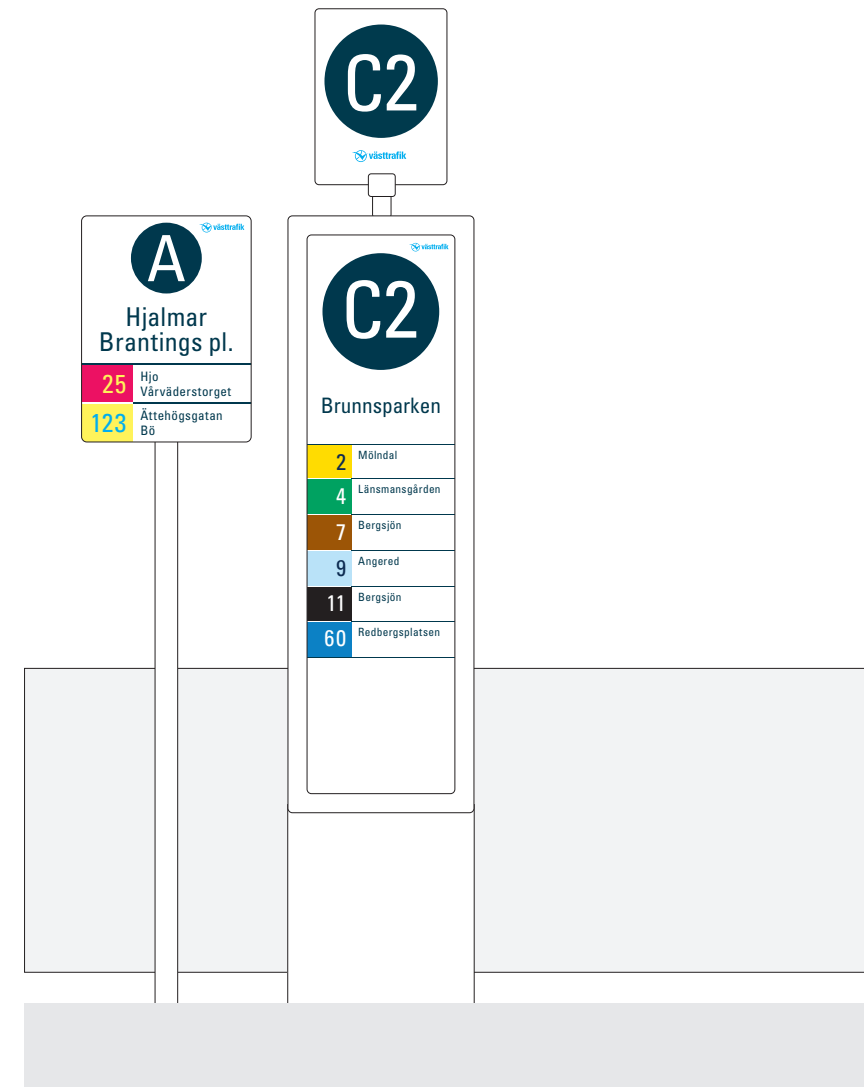 C2
västtrafik
västtrafik
A
Hjalmar
Brantings pl.
25 Hjo
Vårväderstorget
123 Ättehögsgatan
Bö
västtrafik
C2
Brunnsparken
2 Mölndal
4 Länsmansgården
7 Bergsjön
9 Angered
11 Bergsjön
60 Redbergsplatsen